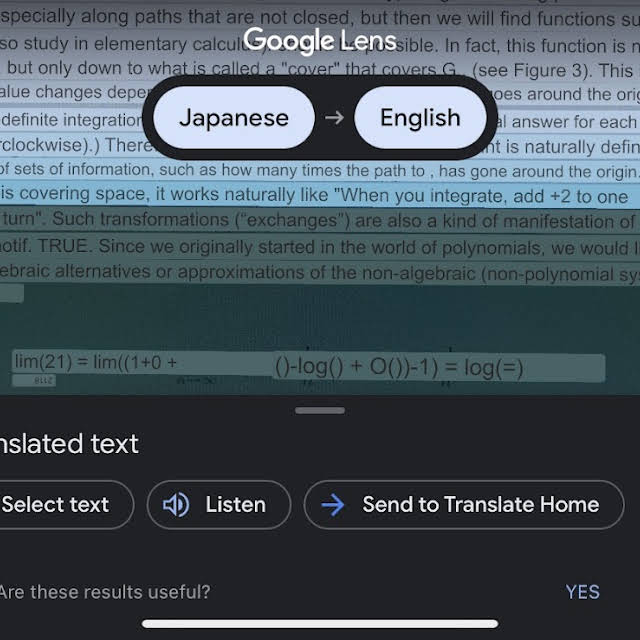 specially along paths that are not closed, but then we will find functions su
so study in elementary calcul possible. In fact, this function is n
Google Lens
but only down to what is called a "cover" that covers G., (see Figure 3). This
alue changes depe goes around the orig
Japanese → English
definite integration al answer for each
rclockwise).) There nt is naturally defin
of sets of information, such as how many times the path to , has gone around the origin.
is covering space, it works naturally like "When you integrate, add +2 to one
turn". Such transformations ("exchanges") are also a kind of manifestation of
notif. TRUE. Since we originally started in the world of polynomials, we would li
ebraic alternatives or approximations of the non-algebraic (non-polynomial sys
lim(21) = lim((1+0 + ()-log() + O())-1) = log(=)
nslated text
Select text
Listen
Send to Translate Home
Are these results useful?
YES